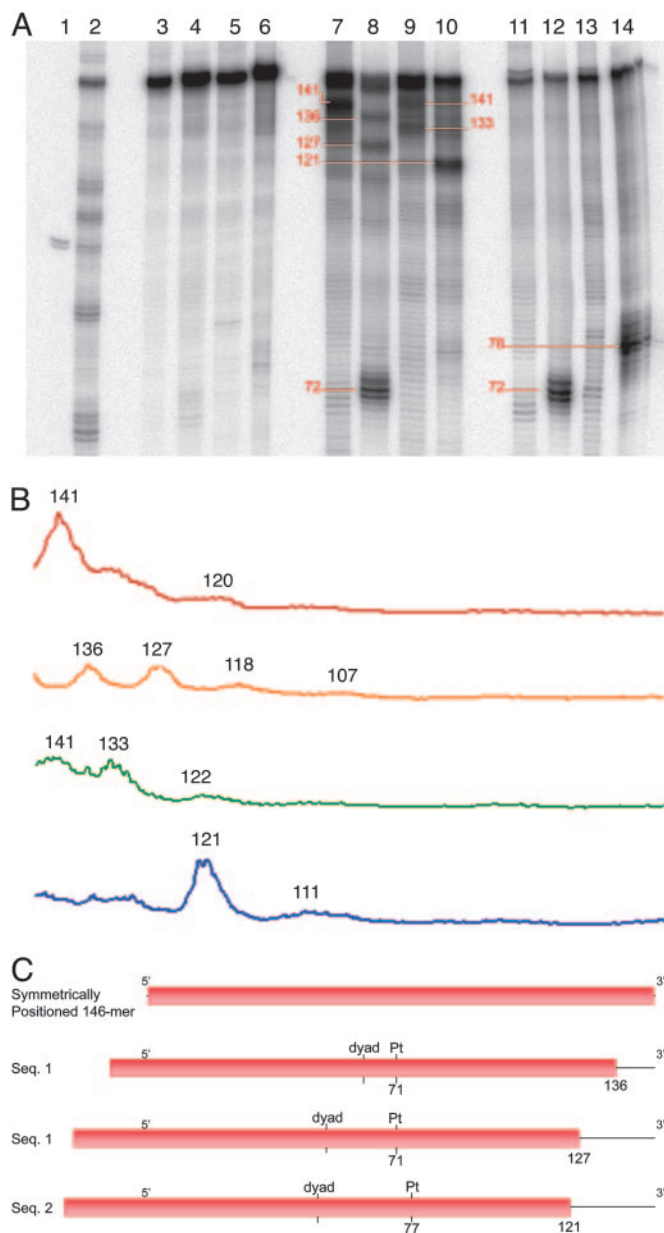 A 1 2 3 4 5 6 7 8 9 10 11 12 13 14
141
136
127
121
72
141
133
78
72
B
141
120
136 127 118 107
141 133 122
121
111
C
5' 3'
Symmetrically
Positioned 146-mer
5' dyad Pt 3'
Seq. 1
71 136
5' dyad Pt 3'
Seq. 1
71 127
5' dyad Pt 3'
Seq. 2
77 121